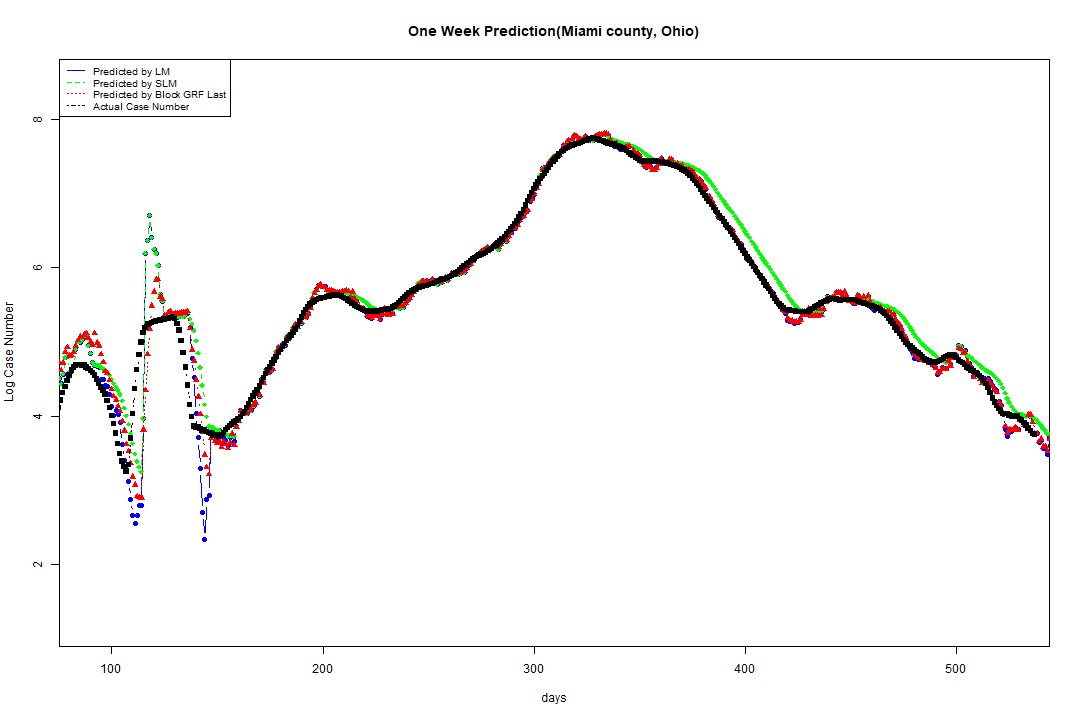 One Week Prediction(Miami county, Ohio)
Predicted by LM
Predicted by SLM
Predicted by Block GRF Last
Actual Case Number
8
6
4
2
Log Case Number
100 200 300 400 500
days